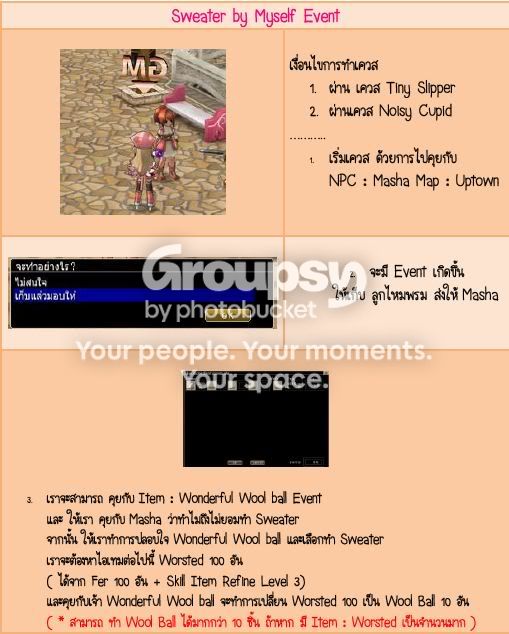 Sweater by Myself Event
MG
เงื่อนไขการทำเควส
1. ผ่าน เควส Tiny Slipper
2. ผ่านเควส Noisy Cupid
............
1. เริ่มเควส ด้วยการไปคุยกับ
NPC : Masha Map : Uptown
จะทำอย่างไร?
ไม่สนใจ
เก็บแล้วมอบให้
OK
2. จะมี Event เกิดขึ้น
ให้เก็บ ลูกไหมพรม ส่งให้ Masha
Groupsy
by photobucket
Your people. Your moments.
Your space.
3. เราจะสามารถ คุยกับ Item : Wonderful Wool ball Event
และ ให้เรา คุยกับ Masha ว่าทำไมถึงไม่ยอมทำ Sweater
จากนั้น ให้เราทำการปลอบใจ Wonderful Wool ball และเลือกทำ Sweater
เราจะต้องหาไอเทมต่อไปนี้ Worsted 100 อัน
( ได้จาก Fer 100 อัน + Skill Item Refine Level 3)
และคุยกับเจ้า Wonderful Wool ball จะทำการเปลี่ยน Worsted 100 เป็น Wool Ball 10 อัน
( * สามารถ ทำ Wool Ball ได้มากกว่า 10 ชิ้น ถ้าหาก มี Item : Worsted เป็นจำนวนมาก )